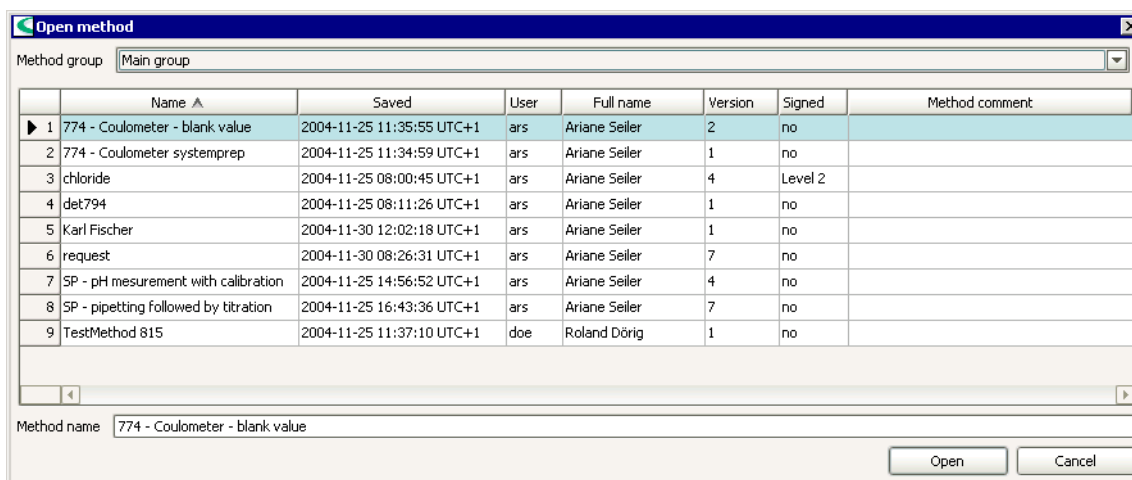 Open method
Method group Main group
Name Saved User Full name Version Signed Method comment
1 774 - Coulometer - blank value 2004-11-25 11:35:55 UTC+1 ars Ariane Seiler 2 no
2 774 - Coulometer systemprep 2004-11-25 11:34:59 UTC+1 ars Ariane Seiler 1 no
3 chloride 2004-11-25 08:00:45 UTC+1 ars Ariane Seiler 4 Level 2
4 det794 2004-11-25 08:11:26 UTC+1 ars Ariane Seiler 1 no
5 Karl Fischer 2004-11-30 12:02:18 UTC+1 ars Ariane Seiler 1 no
6 request 2004-11-30 08:26:31 UTC+1 ars Ariane Seiler 7 no
7 SP - pH mesurement with calibration 2004-11-25 14:56:52 UTC+1 ars Ariane Seiler 4 no
8 SP - pipetting followed by titration 2004-11-25 16:43:36 UTC+1 ars Ariane Seiler 7 no
9 TestMethod 815 2004-11-25 11:37:10 UTC+1 doe Roland Dörig 1 no
Method name 774 - Coulometer - blank value
Open Cancel